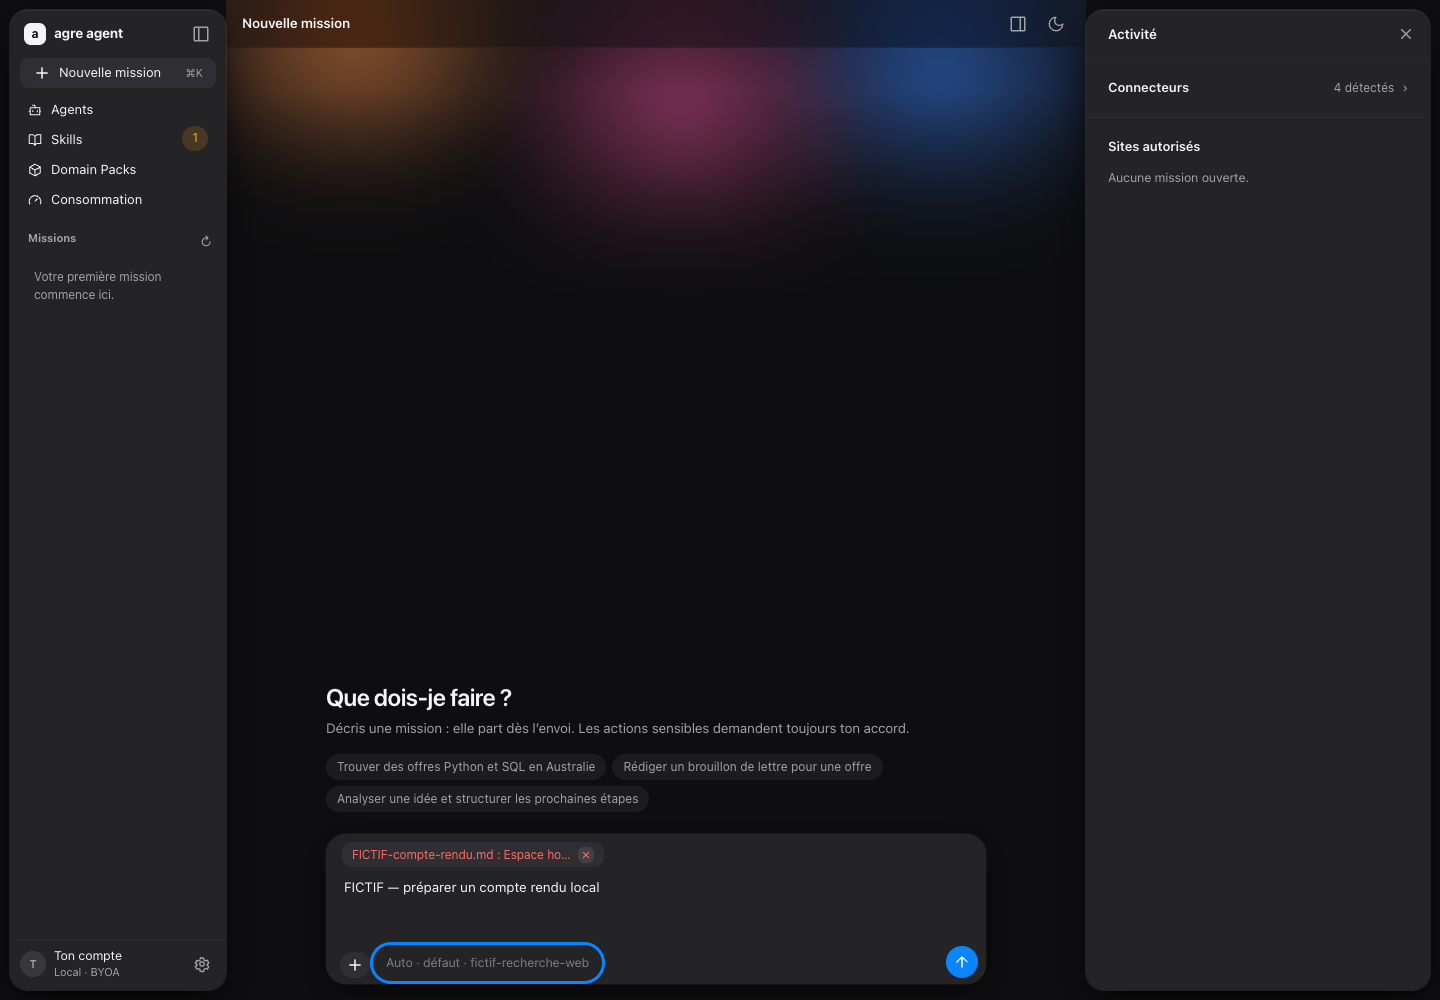 a agre agent
Nouvelle mission ⌘K
Agents
Skills 1
Domain Packs
Consommation
Missions
Votre première mission
commence ici.
T Ton compte
Local · BYOA
Nouvelle mission
Que dois-je faire ?
Décris une mission : elle part dès l'envoi. Les actions sensibles demandent toujours ton accord.
Trouver des offres Python et SQL en Australie
Rédiger un brouillon de lettre pour une offre
Analyser une idée et structurer les prochaines étapes
FICTIF-compte-rendu.md : Espace ho…
FICTIF — préparer un compte rendu local
Auto · défaut · fictif-recherche-web
Activité
Connecteurs 4 détectés ›
Sites autorisés
Aucune mission ouverte.